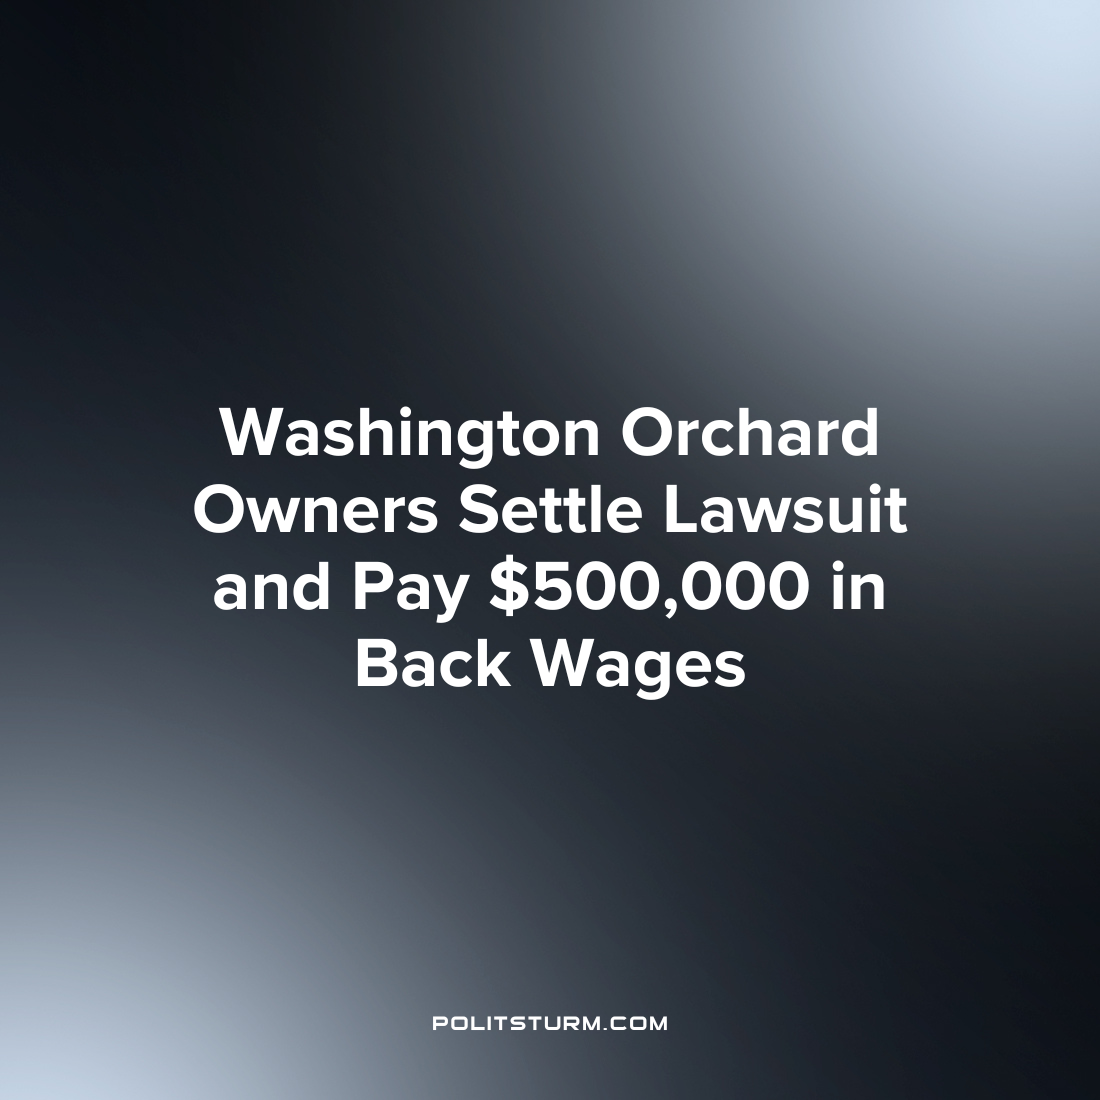 Washington Orchard
Owners Settle Lawsuit
and Pay $500,000 in
Back Wages
POLITSTURM.COM